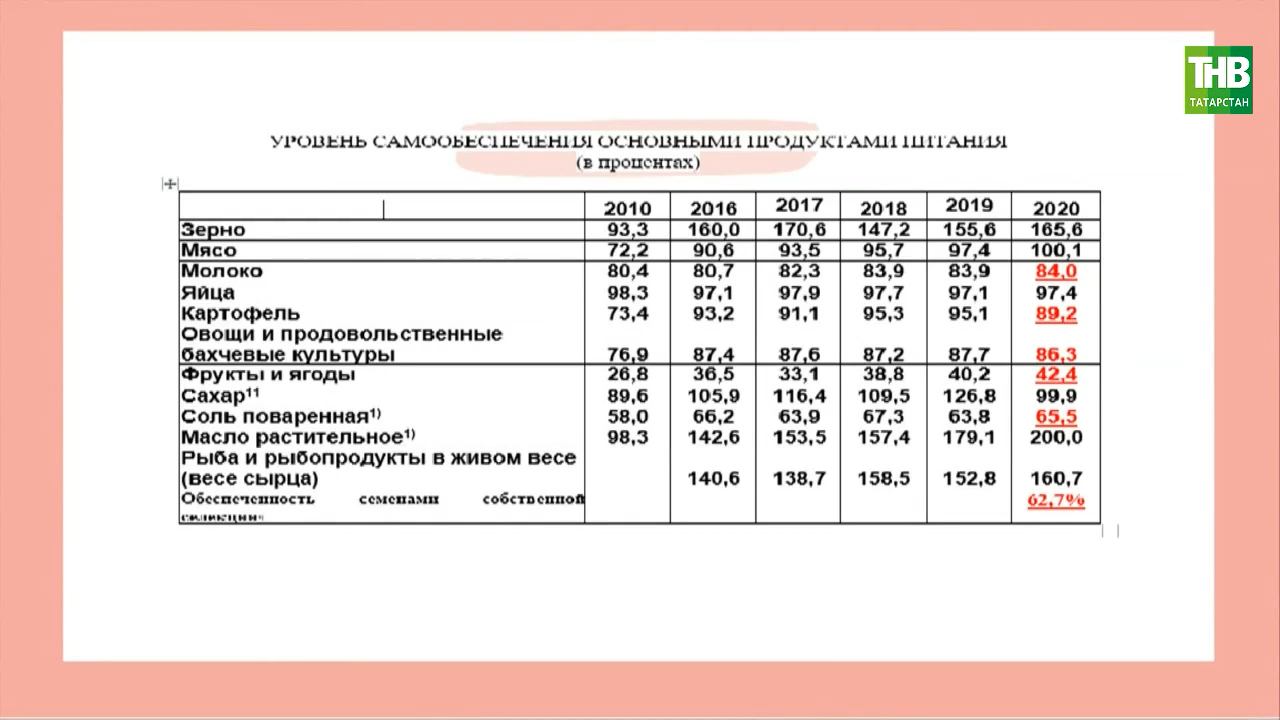 ТНВ
ТАТАРСТАН
УРОВЕНЬ САМООБЕСПЕЧЕНИЯ ОСНОВНЫМИ ПРОДУКТАМИ ПИТАНИЯ
(в процентах)
2010 2016 2017 2018 2019 2020
Зерно 93,3 160,0 170,6 147,2 155,6 165,6
Мясо 72,2 90,6 93,5 95,7 97,4 100,1
Молоко 80,4 80,7 82,3 83,9 83,9 84,0
Яйца 98,3 97,1 97,9 97,7 97,1 97,4
Картофель 73,4 93,2 91,1 95,3 95,1 89,2
Овощи и продовольственные
бахчевые культуры 76,9 87,4 87,6 87,2 87,7 86,3
Фрукты и ягоды 26,8 36,5 33,1 38,8 40,2 42,4
Сахар¹¹ 89,6 105,9 116,4 109,5 126,8 99,9
Соль поваренная¹⁾ 58,0 66,2 63,9 67,3 63,8 65,5
Масло растительное¹⁾ 98,3 142,6 153,5 157,4 179,1 200,0
Рыба и рыбопродукты в живом весе
(весе сырца) 140,6 138,7 158,5 152,8 160,7
Обеспеченность семенами собственной 62,7%
селекции